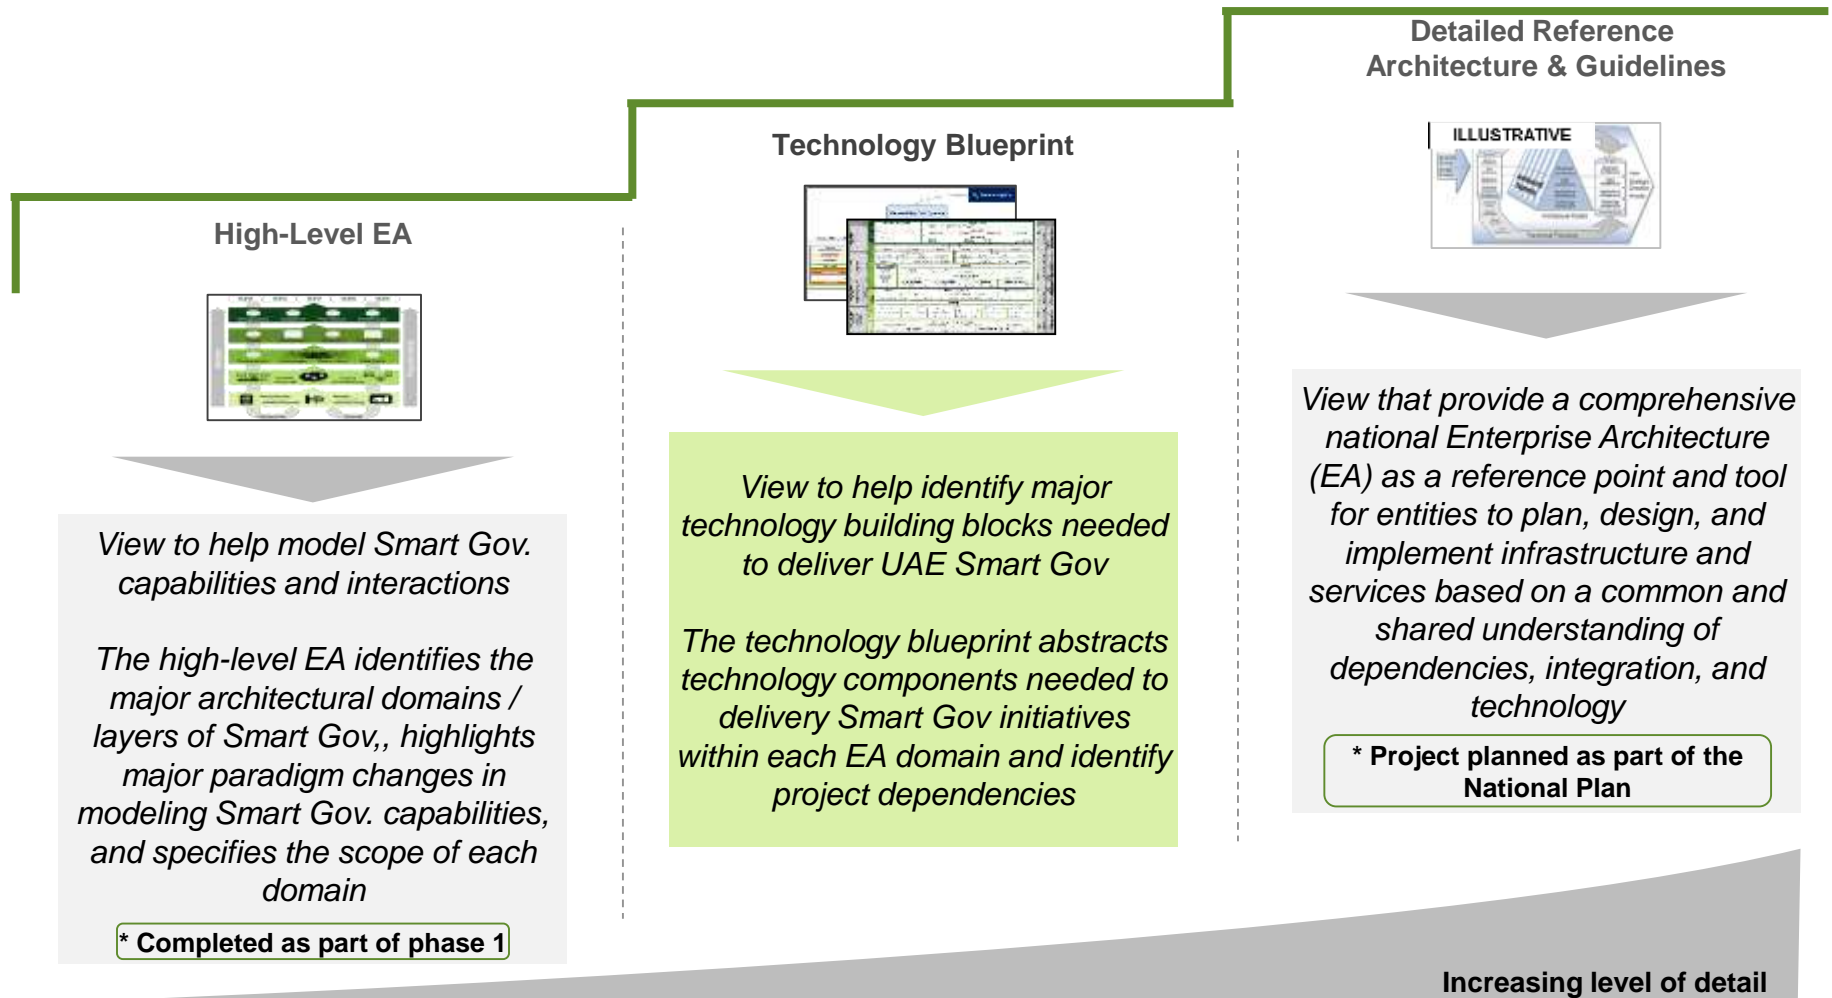 High-Level EA
View to help model Smart Gov.
capabilities and interactions
The high-level EA identifies the
major architectural domains /
layers of Smart Gov,, highlights
major paradigm changes in
modeling Smart Gov. capabilities,
and specifies the scope of each
domain
* Completed as part of phase 1
Technology Blueprint
View to help identify major
technology building blocks needed
to deliver UAE Smart Gov
The technology blueprint abstracts
technology components needed to
delivery Smart Gov initiatives
within each EA domain and identify
project dependencies
Detailed Reference
Architecture & Guidelines
ILLUSTRATIVE
View that provide a comprehensive
national Enterprise Architecture
(EA) as a reference point and tool
for entities to plan, design, and
implement infrastructure and
services based on a common and
shared understanding of
dependencies, integration, and
technology
* Project planned as part of the
National Plan
Increasing level of detail